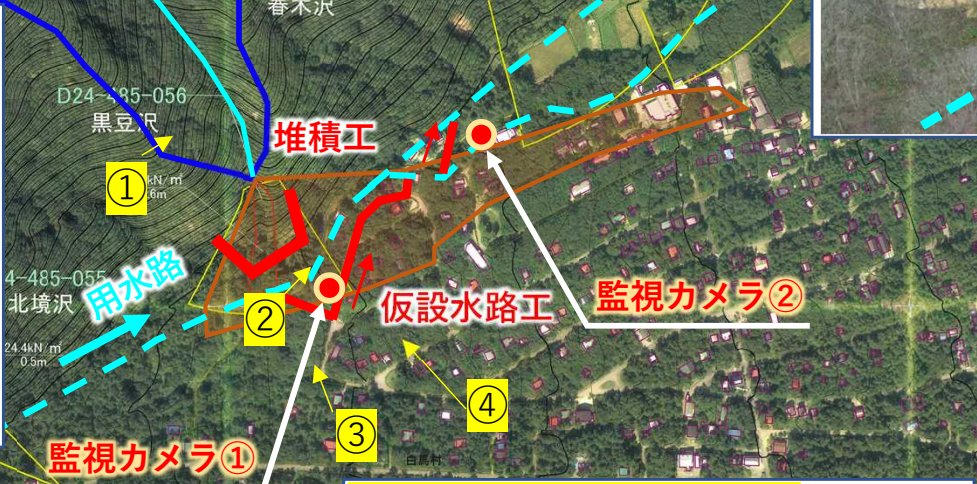 春木沢
D24-485-056
黒豆沢
堆積工
①
kN/㎡
.6m
監視カメラ②
4-485-055
北境沢
用水路
②
仮設水路工
24.4kN/㎡
0.5m
④
③
監視カメラ①
白馬村